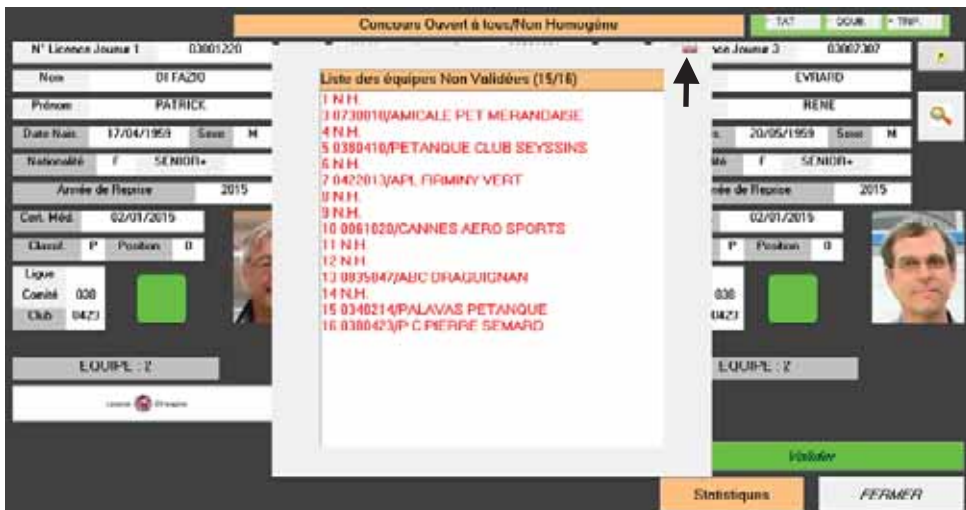 Concours Ouvert à tous/Non Homogène
TAT
DOUB.
TRIP.
N° Licence Joueur 1 03801220
Nom DI FAZIO
Prénom PATRICK
Date Nais. 17/04/1959 Sexe M
Nationalité F SENIOR+
Année de Reprise 2015
Cert. Méd. 02/01/2015
Classif. P Position 0
Ligue
Comité 038
Club 0423
EQUIPE : 2
Liste des équipes Non Validées (15/16)
1 N.H.
3 0730010/AMICALE PET MERANDAISE
4 N.H.
5 0380410/PETANQUE CLUB SEYSSINS
6 N.H.
7 0422013/APL FIRMINY VERT
8 N.H.
9 N.H.
10 0061020/CANNES AERO SPORTS
11 N.H.
12 N.H.
13 0835047/ABC DRAGUIGNAN
14 N.H.
15 0340214/PALAVAS PETANQUE
16 0380423/P C PIERRE SEMARD
nce Joueur 3 03807307
EVRARD
RENE
20/05/1959 Sexe M
F SENIOR+
née de Reprise 2015
02/01/2015
P Position 0
038
0423
EQUIPE : 2
Valider
Statistiques
FERMER